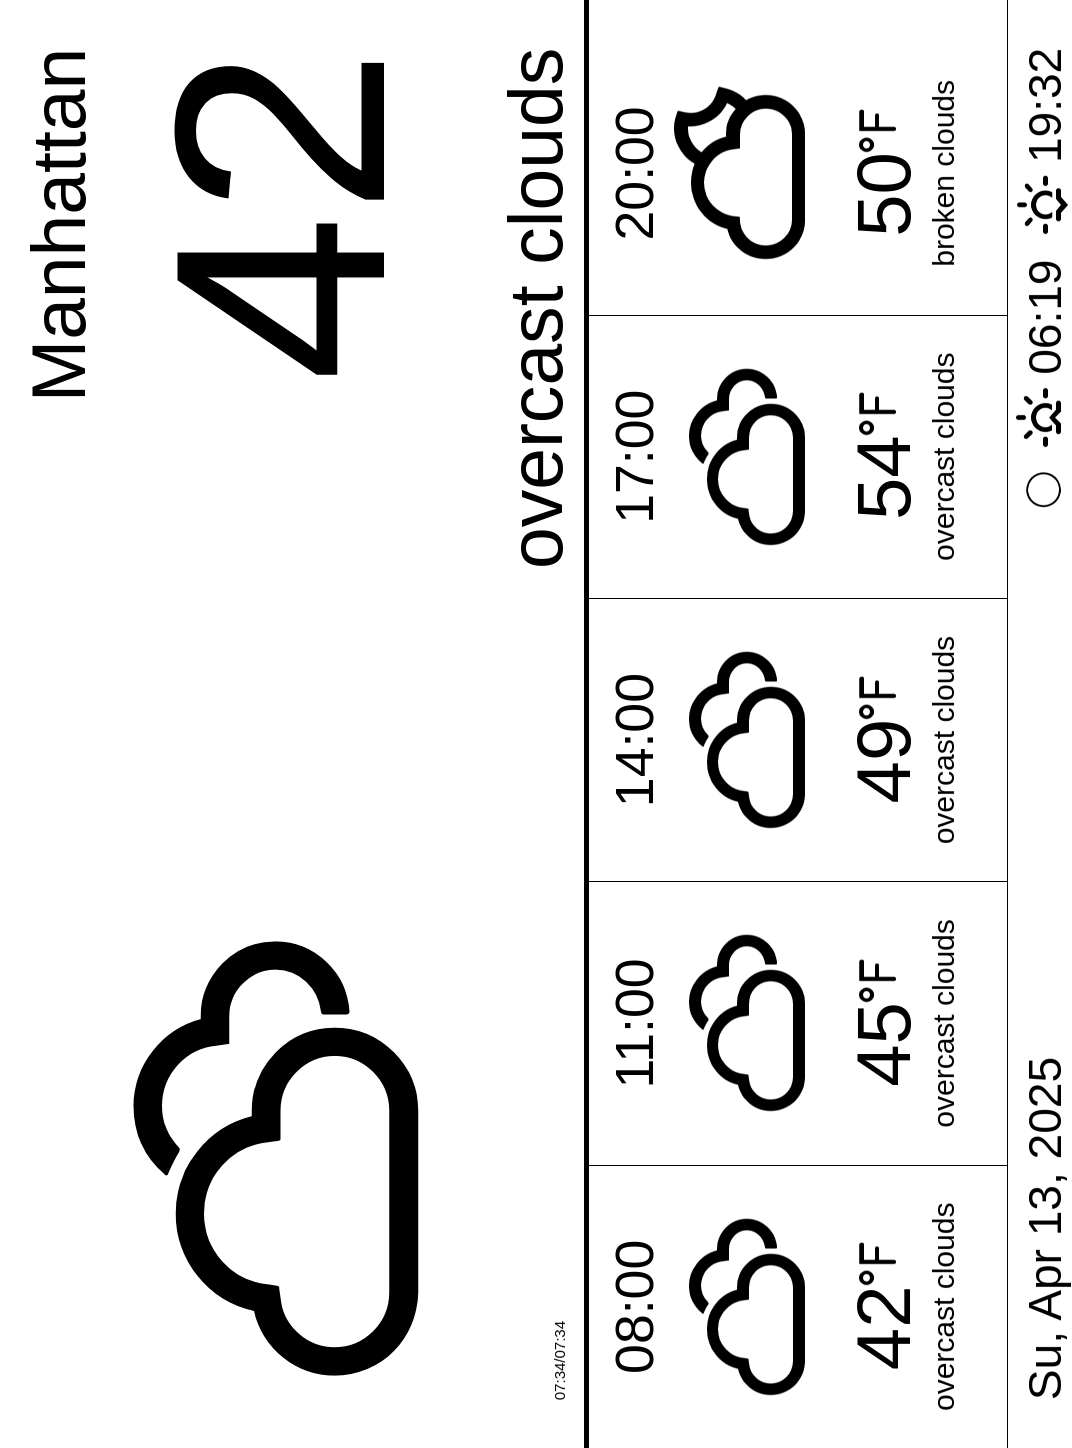 Manhattan
42
overcast clouds
07:34/07:34
08:00 11:00 14:00 17:00 20:00
42°F 45°F 49°F 54°F 50°F
overcast clouds overcast clouds overcast clouds overcast clouds broken clouds
Su, Apr 13, 2025 06:19 19:32